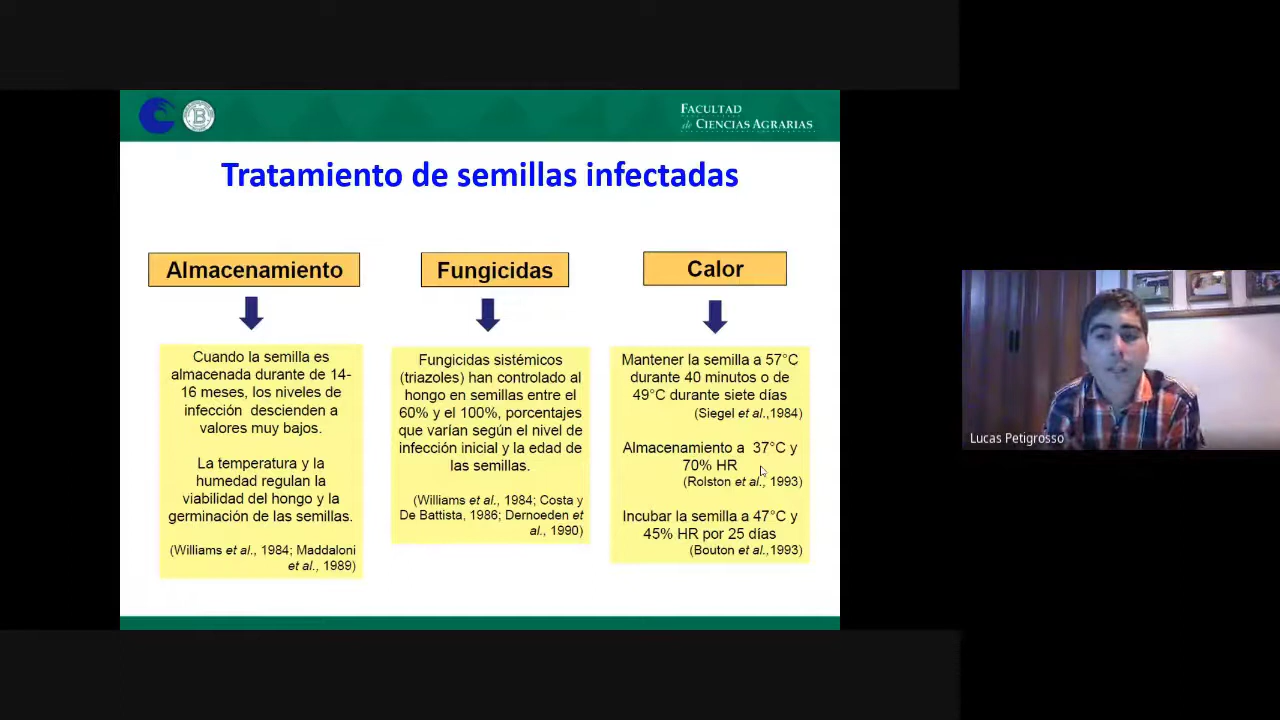 FACULTAD
de CIENCIAS AGRARIAS
Tratamiento de semillas infectadas
Almacenamiento
Cuando la semilla es
almacenada durante de 14-
16 meses, los niveles de
infección descienden a
valores muy bajos.
La temperatura y la
humedad regulan la
viabilidad del hongo y la
germinación de las semillas.
(Williams et al., 1984; Maddaloni
et al., 1989)
Fungicidas
Fungicidas sistémicos
(triazoles) han controlado al
hongo en semillas entre el
60% y el 100%, porcentajes
que varían según el nivel de
infección inicial y la edad de
las semillas.
(Williams et al., 1984; Costa y
De Battista, 1986; Dernoeden et
al., 1990)
Calor
Mantener la semilla a 57°C
durante 40 minutos o de
49°C durante siete días
(Siegel et al.,1984)
Almacenamiento a 37°C y
70% HR
(Rolston et al., 1993)
Incubar la semilla a 47°C y
45% HR por 25 días
(Bouton et al.,1993)
Lucas Petigrosso